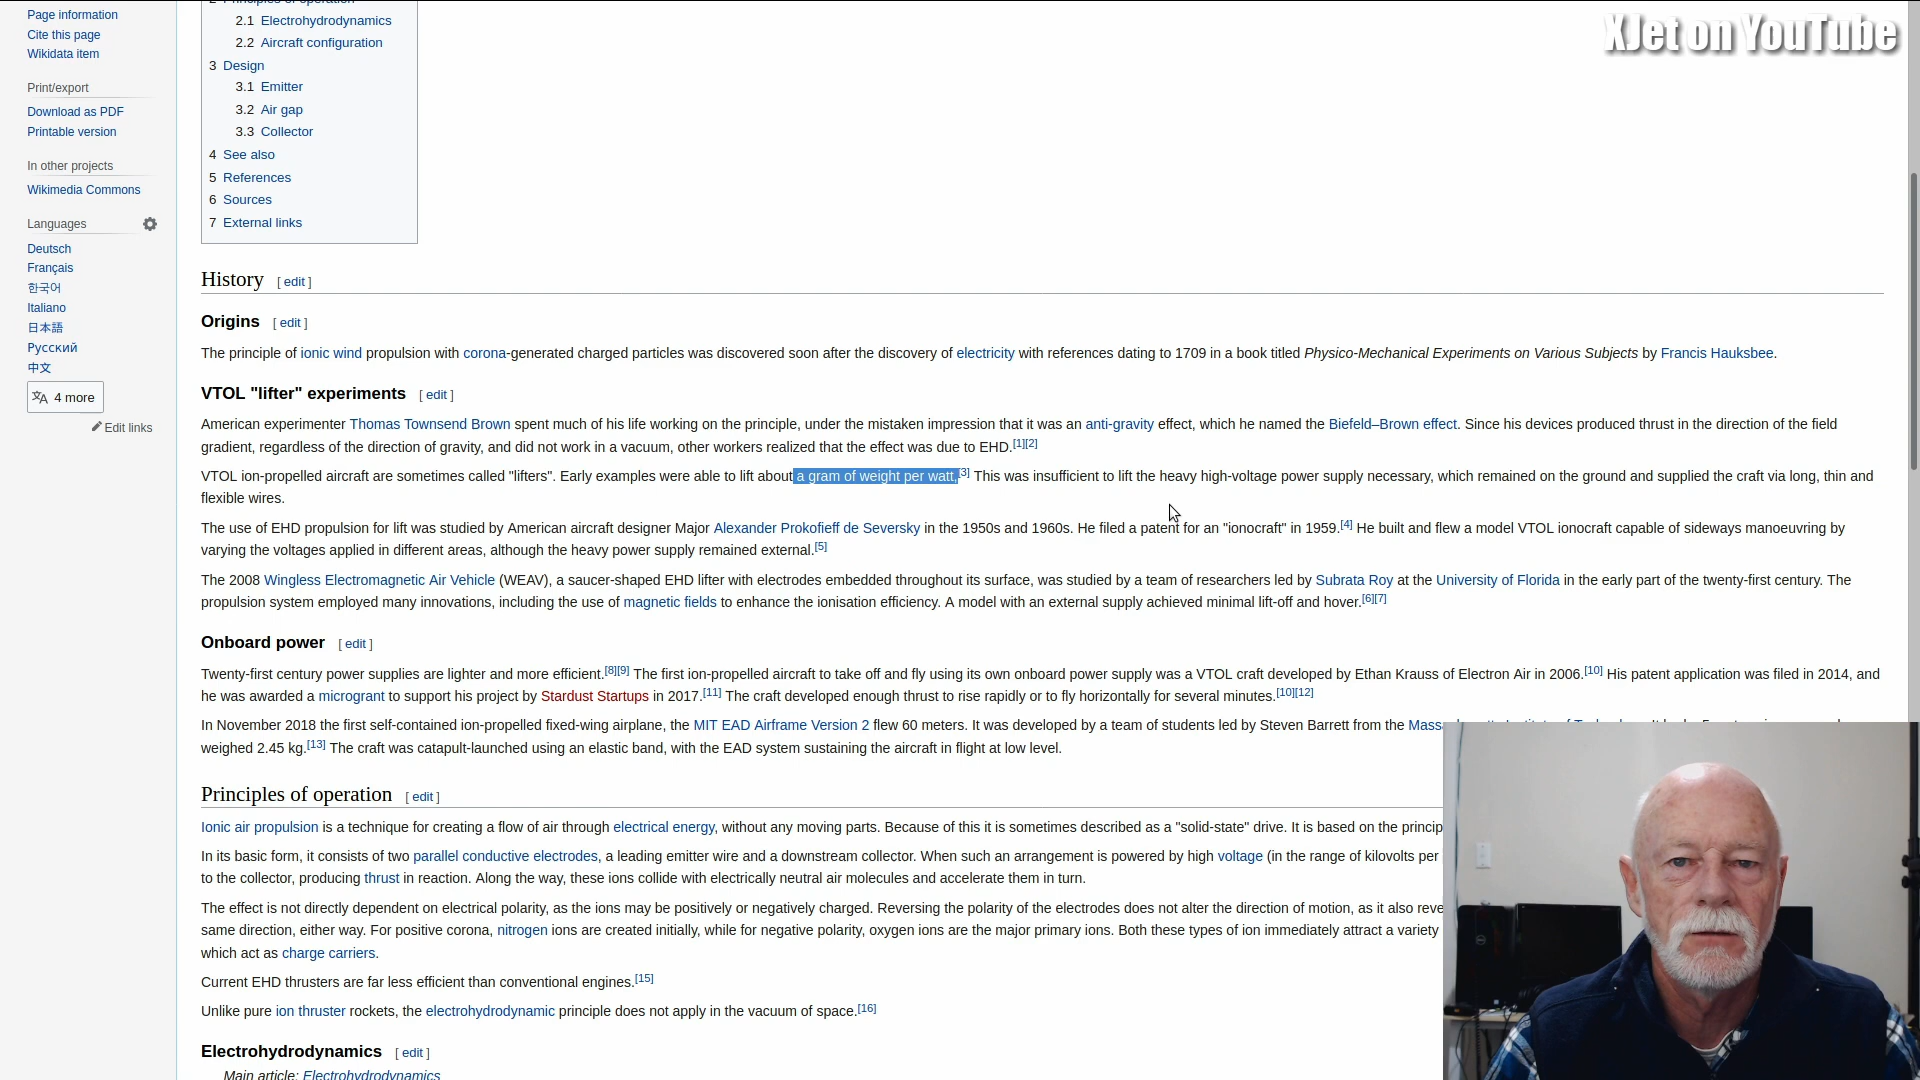 XJet on YouTube
Page information
Cite this page
Wikidata item
Print/export
Download as PDF
Printable version
In other projects
Wikimedia Commons
Languages
Deutsch
Français
한국어
Italiano
日本語
Русский
中文
4 more
Edit links
2.1 Electrohydrodynamics
2.2 Aircraft configuration
3 Design
3.1 Emitter
3.2 Air gap
3.3 Collector
4 See also
5 References
6 Sources
7 External links
History [ edit ]
Origins [ edit ]
The principle of ionic wind propulsion with corona-generated charged particles was discovered soon after the discovery of electricity with references dating to 1709 in a book titled Physico-Mechanical Experiments on Various Subjects by Francis Hauksbee.
VTOL "lifter" experiments [ edit ]
American experimenter Thomas Townsend Brown spent much of his life working on the principle, under the mistaken impression that it was an anti-gravity effect, which he named the Biefeld–Brown effect. Since his devices produced thrust in the direction of the field
gradient, regardless of the direction of gravity, and did not work in a vacuum, other workers realized that the effect was due to EHD.[1][2]
VTOL ion-propelled aircraft are sometimes called "lifters". Early examples were able to lift about a gram of weight per watt,[3] This was insufficient to lift the heavy high-voltage power supply necessary, which remained on the ground and supplied the craft via long, thin and
flexible wires.
The use of EHD propulsion for lift was studied by American aircraft designer Major Alexander Prokofieff de Seversky in the 1950s and 1960s. He filed a patent for an "ionocraft" in 1959.[4] He built and flew a model VTOL ionocraft capable of sideways manoeuvring by
varying the voltages applied in different areas, although the heavy power supply remained external.[5]
The 2008 Wingless Electromagnetic Air Vehicle (WEAV), a saucer-shaped EHD lifter with electrodes embedded throughout its surface, was studied by a team of researchers led by Subrata Roy at the University of Florida in the early part of the twenty-first century. The
propulsion system employed many innovations, including the use of magnetic fields to enhance the ionisation efficiency. A model with an external supply achieved minimal lift-off and hover.[6][7]
Onboard power [ edit ]
Twenty-first century power supplies are lighter and more efficient.[8][9] The first ion-propelled aircraft to take off and fly using its own onboard power supply was a VTOL craft developed by Ethan Krauss of Electron Air in 2006.[10] His patent application was filed in 2014, and
he was awarded a microgrant to support his project by Stardust Startups in 2017.[11] The craft developed enough thrust to rise rapidly or to fly horizontally for several minutes.[10][12]
In November 2018 the first self-contained ion-propelled fixed-wing airplane, the MIT EAD Airframe Version 2 flew 60 meters. It was developed by a team of students led by Steven Barrett from the
weighed 2.45 kg.[13] The craft was catapult-launched using an elastic band, with the EAD system sustaining the aircraft in flight at low level.
Principles of operation [ edit ]
Ionic air propulsion is a technique for creating a flow of air through electrical energy, without any moving parts. Because of this it is sometimes described as a "solid-state" drive. It is based on the princip
In its basic form, it consists of two parallel conductive electrodes, a leading emitter wire and a downstream collector. When such an arrangement is powered by high voltage (in the range of kilovolts per
to the collector, producing thrust in reaction. Along the way, these ions collide with electrically neutral air molecules and accelerate them in turn.
The effect is not directly dependent on electrical polarity, as the ions may be positively or negatively charged. Reversing the polarity of the electrodes does not alter the direction of motion, as it also reve
same direction, either way. For positive corona, nitrogen ions are created initially, while for negative polarity, oxygen ions are the major primary ions. Both these types of ion immediately attract a variety
which act as charge carriers.
Current EHD thrusters are far less efficient than conventional engines.[15]
Unlike pure ion thruster rockets, the electrohydrodynamic principle does not apply in the vacuum of space.[16]
Electrohydrodynamics [ edit ]
Main article: Electrohydrodynamics